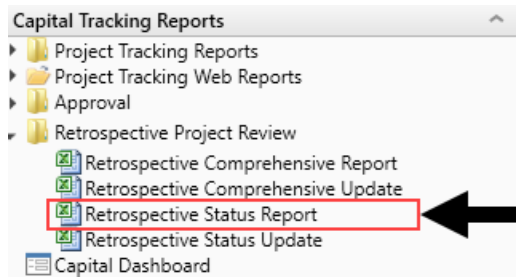 Capital Tracking Reports
Project Tracking Reports
Project Tracking Web Reports
Approval
Retrospective Project Review
Retrospective Comprehensive Report
Retrospective Comprehensive Update
Retrospective Status Report
Retrospective Status Update
Capital Dashboard